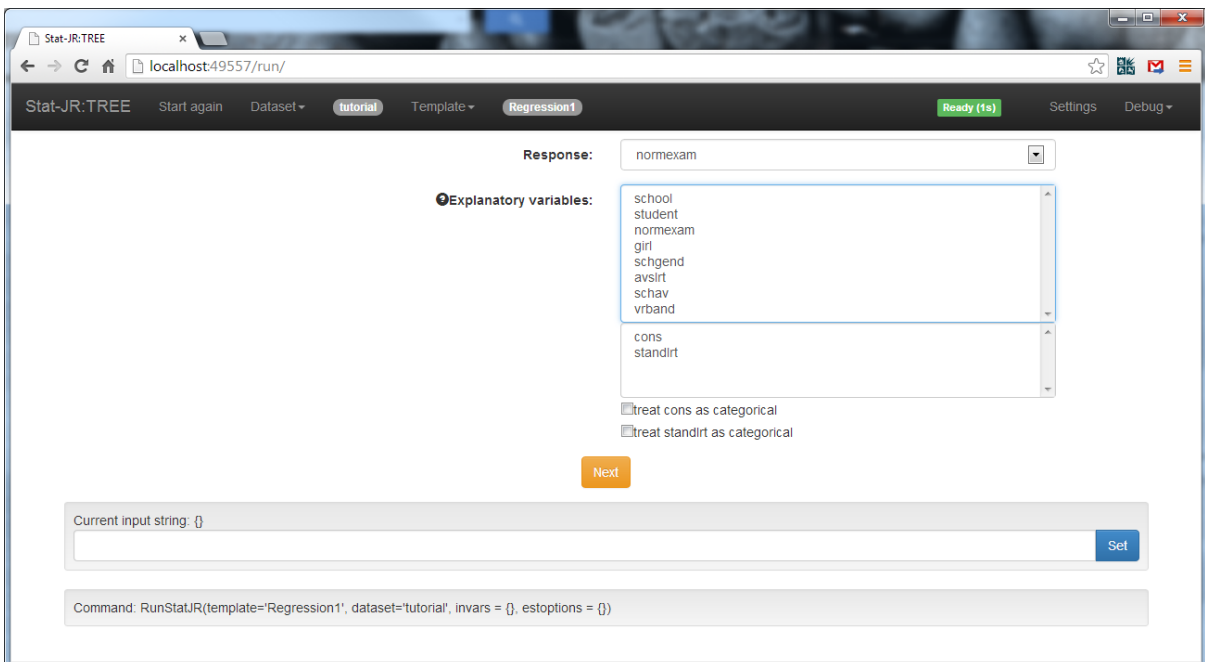 Stat-JR:TREE
localhost:49557/run/
Stat-JR:TREE Start again Dataset tutorial Template Regression1 Ready (1s) Settings Debug
Response: normexam
Explanatory variables:
school
student
normexam
girl
schgend
avslrt
schav
vrband
cons
standlrt
treat cons as categorical
treat standlrt as categorical
Next
Current input string: {}
Set
Command: RunStatJR(template='Regression1', dataset='tutorial', invars = {}, estoptions = {})